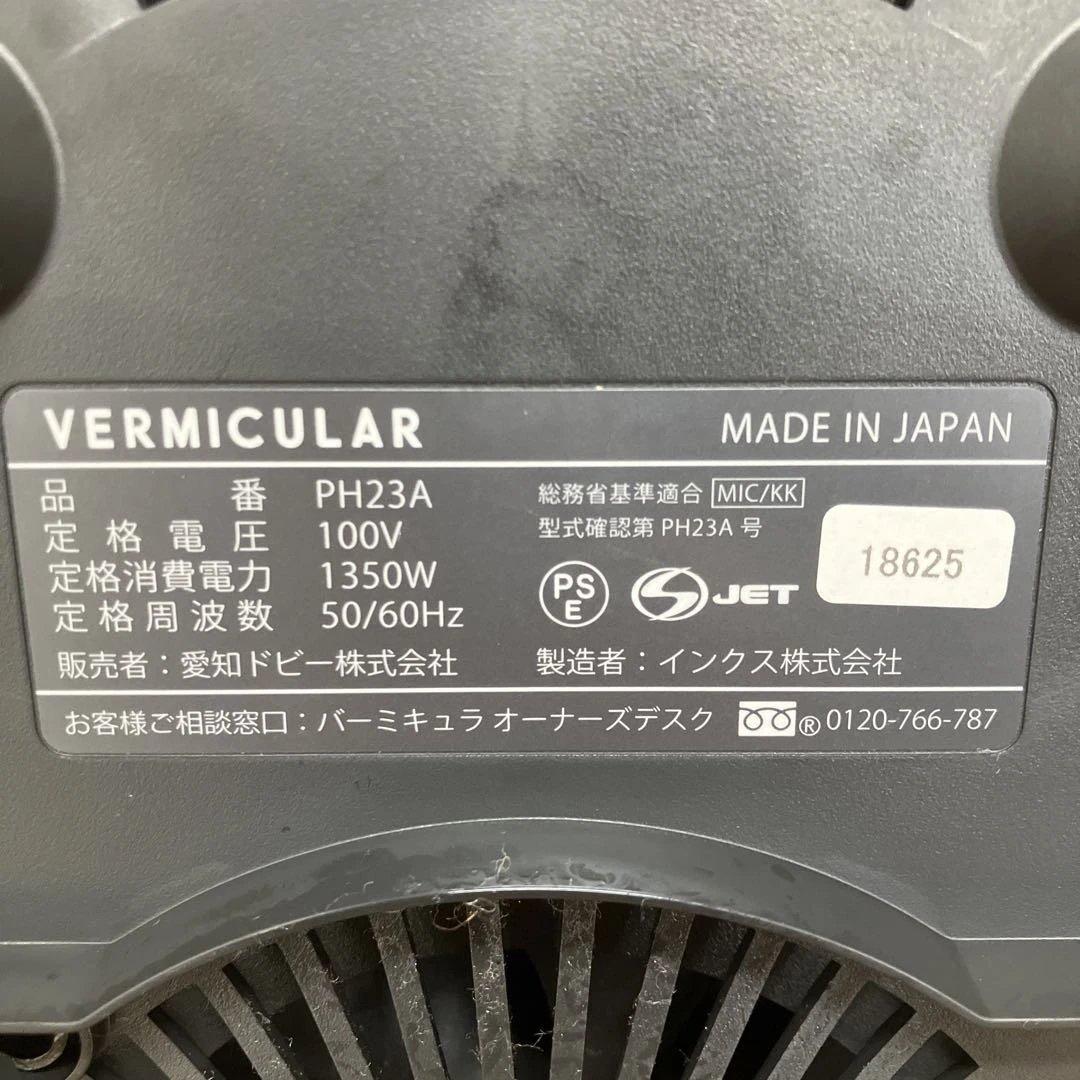 VERMICULAR
MADE IN JAPAN
品番 PH23A
定格電圧 100V
定格消費電力 1350W
定格周波数 50/60Hz
総務省基準適合 MIC/KK
型式確認第 PH23A 号
PS
E
JET
18625
販売者：愛知ドビー株式会社
製造者：インクス株式会社
お客様ご相談窓口：バーミキュラ オーナーズデスク ® 0120-766-787